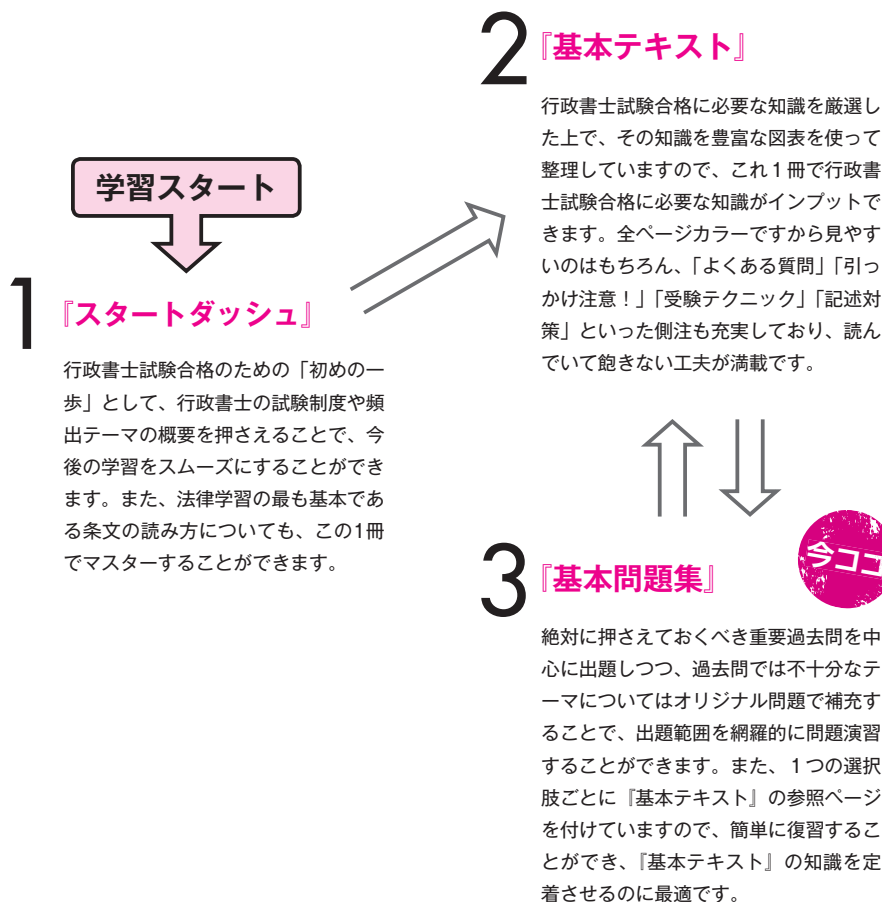 学習スタート
1
『スタートダッシュ』
行政書士試験合格のための「初めの一
歩」として、行政書士の試験制度や頻
出テーマの概要を押さえることで、今
後の学習をスムーズにすることができ
ます。また、法律学習の最も基本であ
る条文の読み方についても、この1冊
でマスターすることができます。
2
『基本テキスト』
行政書士試験合格に必要な知識を厳選し
た上で、その知識を豊富な図表を使って
整理していますので、これ1冊で行政書
士試験合格に必要な知識がインプットで
きます。全ページカラーですから見やす
いのはもちろん、「よくある質問」「引っ
かけ注意！」「受験テクニック」「記述対
策」といった側注も充実しており、読ん
でいて飽きない工夫が満載です。
3
『基本問題集』
今ココ
絶対に押さえておくべき重要過去問を中
心に出題しつつ、過去問では不十分なテ
ーマについてはオリジナル問題で補充す
ることで、出題範囲を網羅的に問題演習
することができます。また、1つの選択
肢ごとに『基本テキスト』の参照ページ
を付けていますので、簡単に復習するこ
とができ、『基本テキスト』の知識を定
着させるのに最適です。